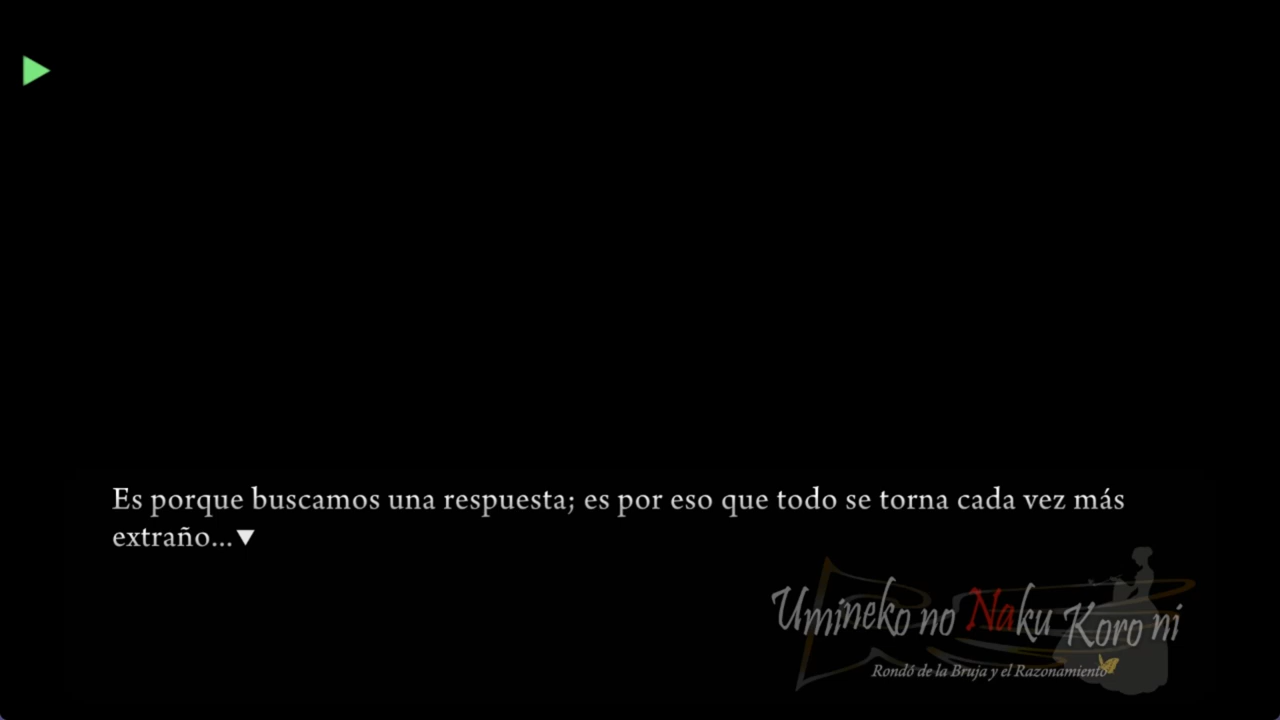 Es porque buscamos una respuesta; es por eso que todo se torna cada vez más
extraño...
Umineko no Naku Koro ni
Rondó de la Bruja y el Razonamiento